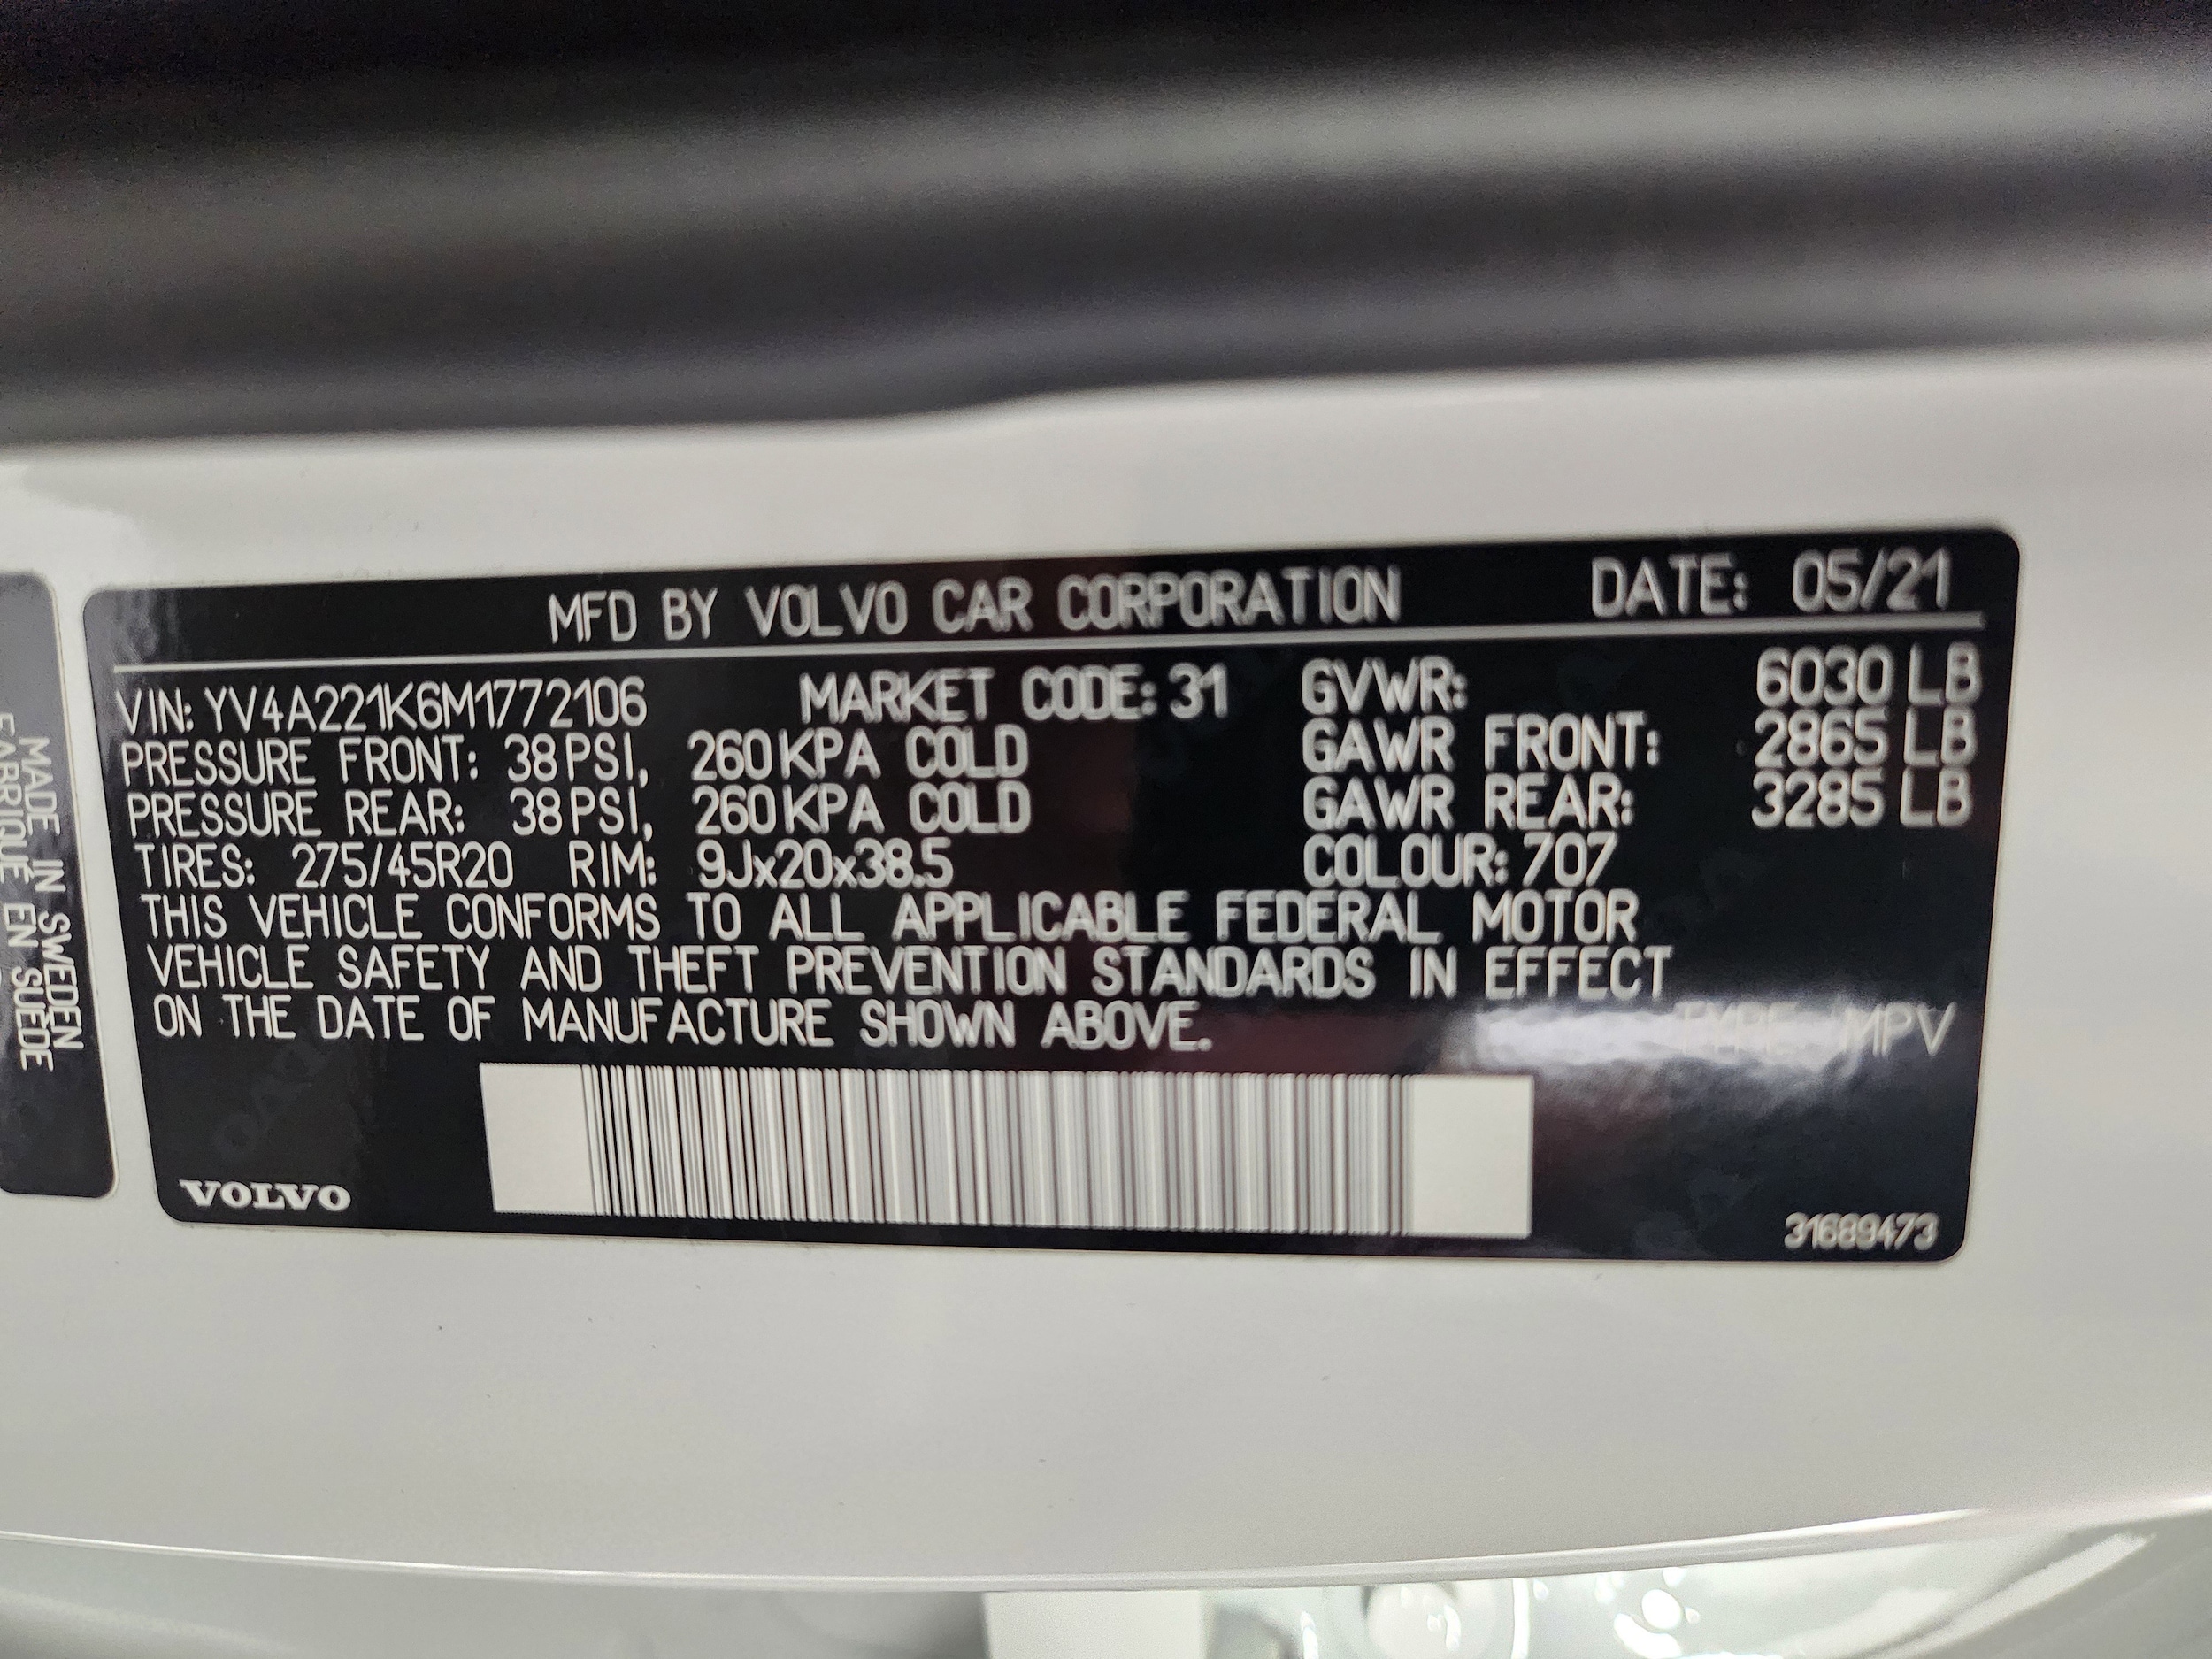 MFD BY VOLVO CAR CORPORATION DATE: 05/21
VIN: YV4A221K6M1772106 MARKET CODE: 31 GVWR: 6030 LB
PRESSURE FRONT: 38 PSI, 260 KPA COLD GAWR FRONT: 2865 LB
PRESSURE REAR: 38 PSI, 260 KPA COLD GAWR REAR: 3285 LB
TIRES: 275/45R20 RIM: 9Jx20x38.5 COLOUR: 707
THIS VEHICLE CONFORMS TO ALL APPLICABLE FEDERAL MOTOR
VEHICLE SAFETY AND THEFT PREVENTION STANDARDS IN EFFECT
ON THE DATE OF MANUFACTURE SHOWN ABOVE.
TYPE: MPV
VOLVO
31689473
MADE IN SWEDEN
FABRIQUÉ EN SUÈDE